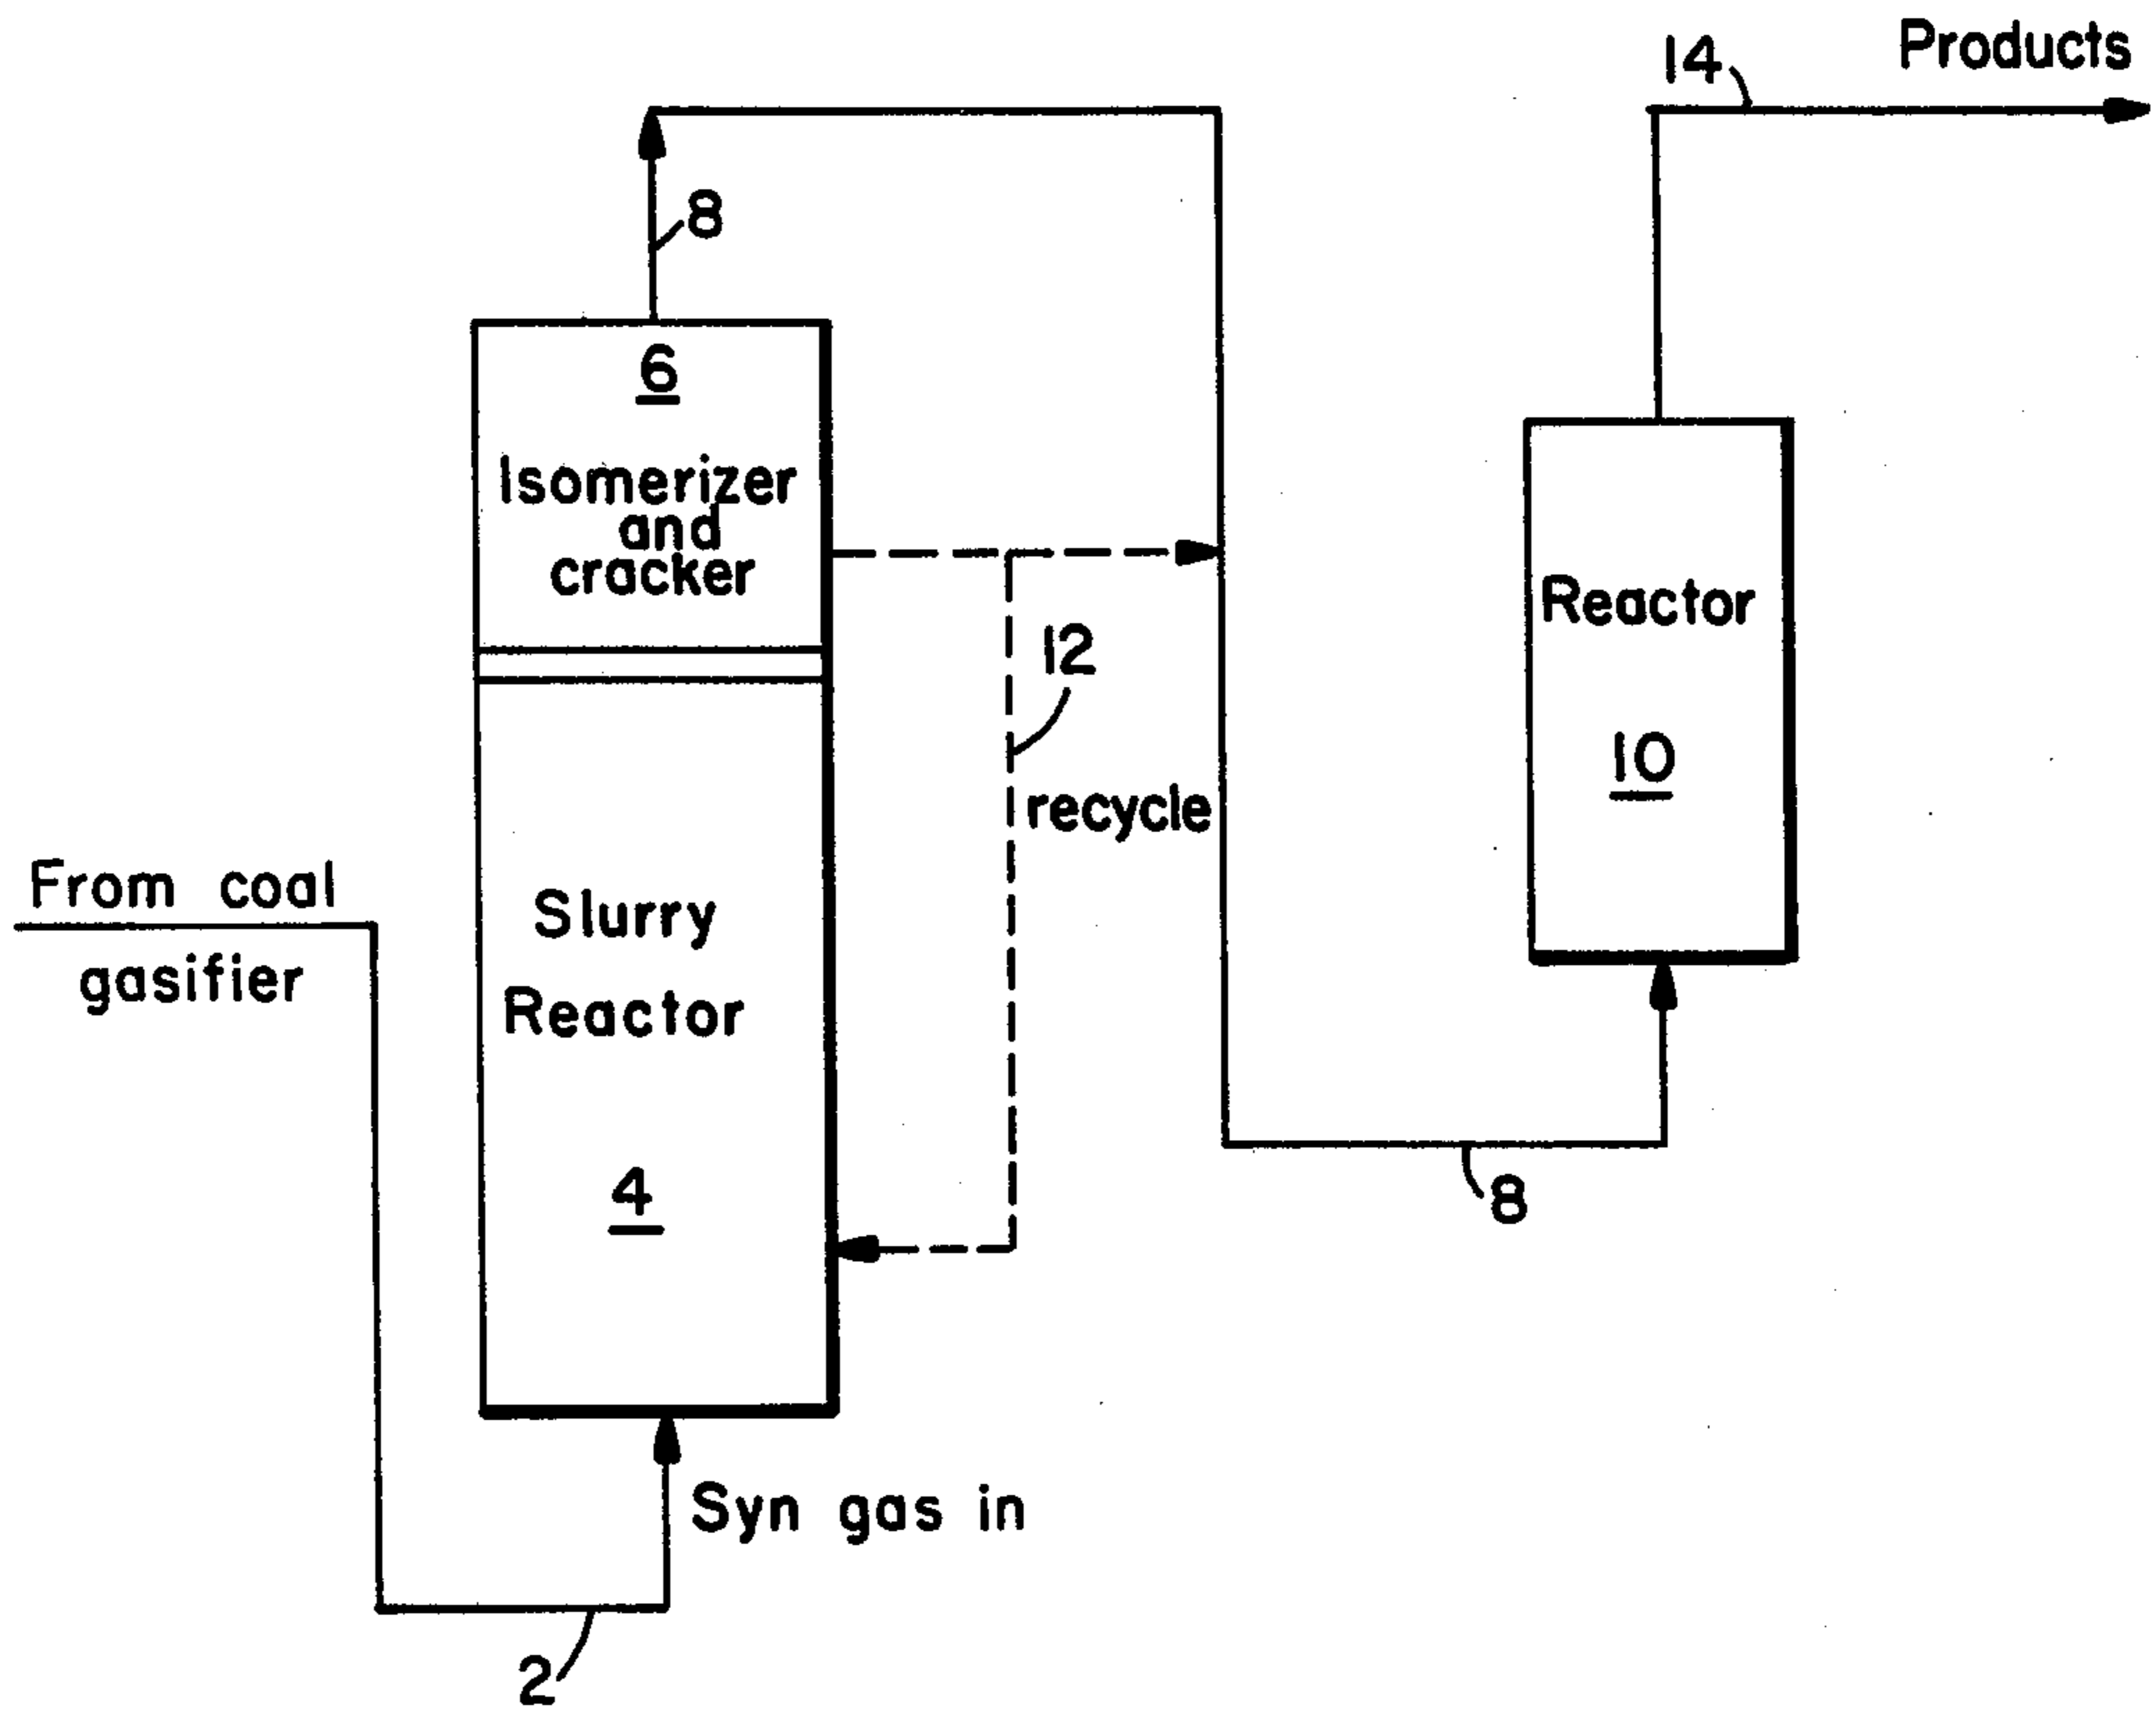 14 Products
8
6
Isomerizer
and
cracker
12
recycle
Reactor
10
From coal
gasifier
Slurry
Reactor
4
8
Syn gas in
2